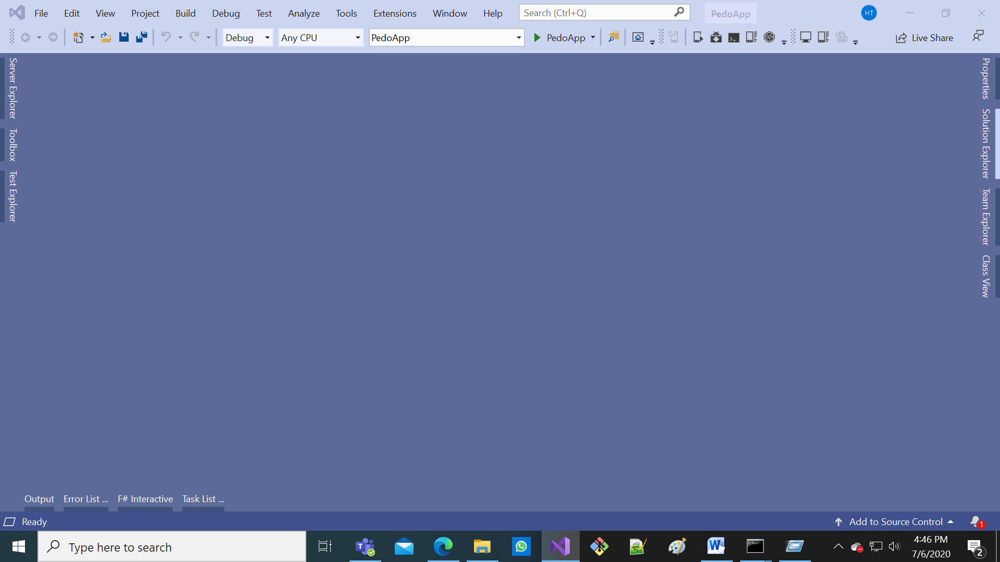 File Edit View Project Build Debug Test Analyze Tools Extensions Window Help Search (Ctrl+Q) PedoApp HT
Debug Any CPU PedoApp PedoApp Live Share
Server Explorer
Toolbox
Test Explorer
Properties
Solution Explorer
Team Explorer
Class View
Output Error List ... F# Interactive Task List ...
Ready Add to Source Control 1
Type here to search
4:46 PM
7/6/2020
2